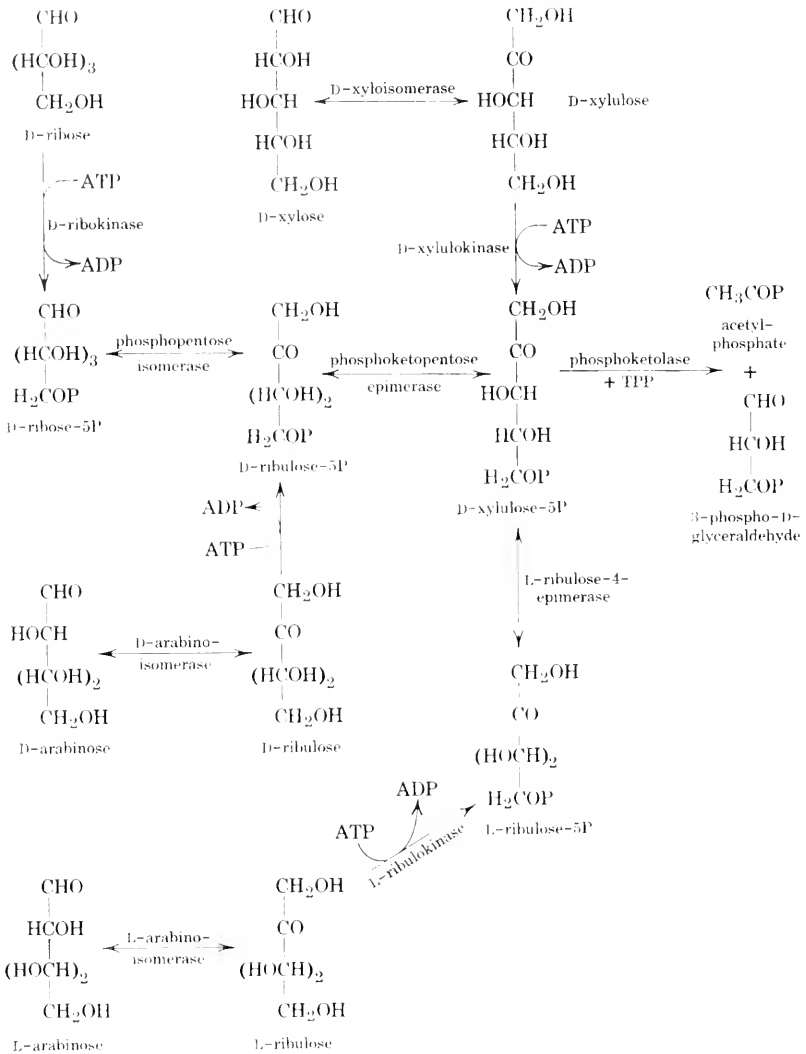 CHO
(HCOH)₃
CH₂OH
D-ribose
ATP
D-ribokinase
ADP
CHO
HCOH
HOCH
HCOH
CH₂OH
D-xylose
D-xyloisomerase
CH₂OH
CO
HOCH
HCOH
CH₂OH
D-xylulose
D-xylulokinase
ATP
ADP
CHO
(HCOH)₃
H₂COP
D-ribose-5P
phosphopentose
isomerase
CH₂OH
CO
(HCOH)₂
H₂COP
D-ribulose-5P
phosphoketopentose
epimerase
CH₂OH
CO
HOCH
HCOH
H₂COP
D-xylulose-5P
phosphoketolase
+ TPP
CH₃COP
acetyl-
phosphate
+
CHO
HCOH
H₂COP
3-phospho-D-
glyceraldehyde
ADP
ATP
L-ribulose-4-
epimerase
CHO
HOCH
(HCOH)₂
CH₂OH
D-arabinose
D-arabino-
isomerase
CH₂OH
CO
(HCOH)₂
CH₂OH
D-ribulose
CH₂OH
CO
(HOCH)₂
H₂COP
L-ribulose-5P
ATP
ADP
L-ribulokinase
CHO
HCOH
(HOCH)₂
CH₂OH
L-arabinose
L-arabino-
isomerase
CH₂OH
CO
(HOCH)₂
CH₂OH
L-ribulose